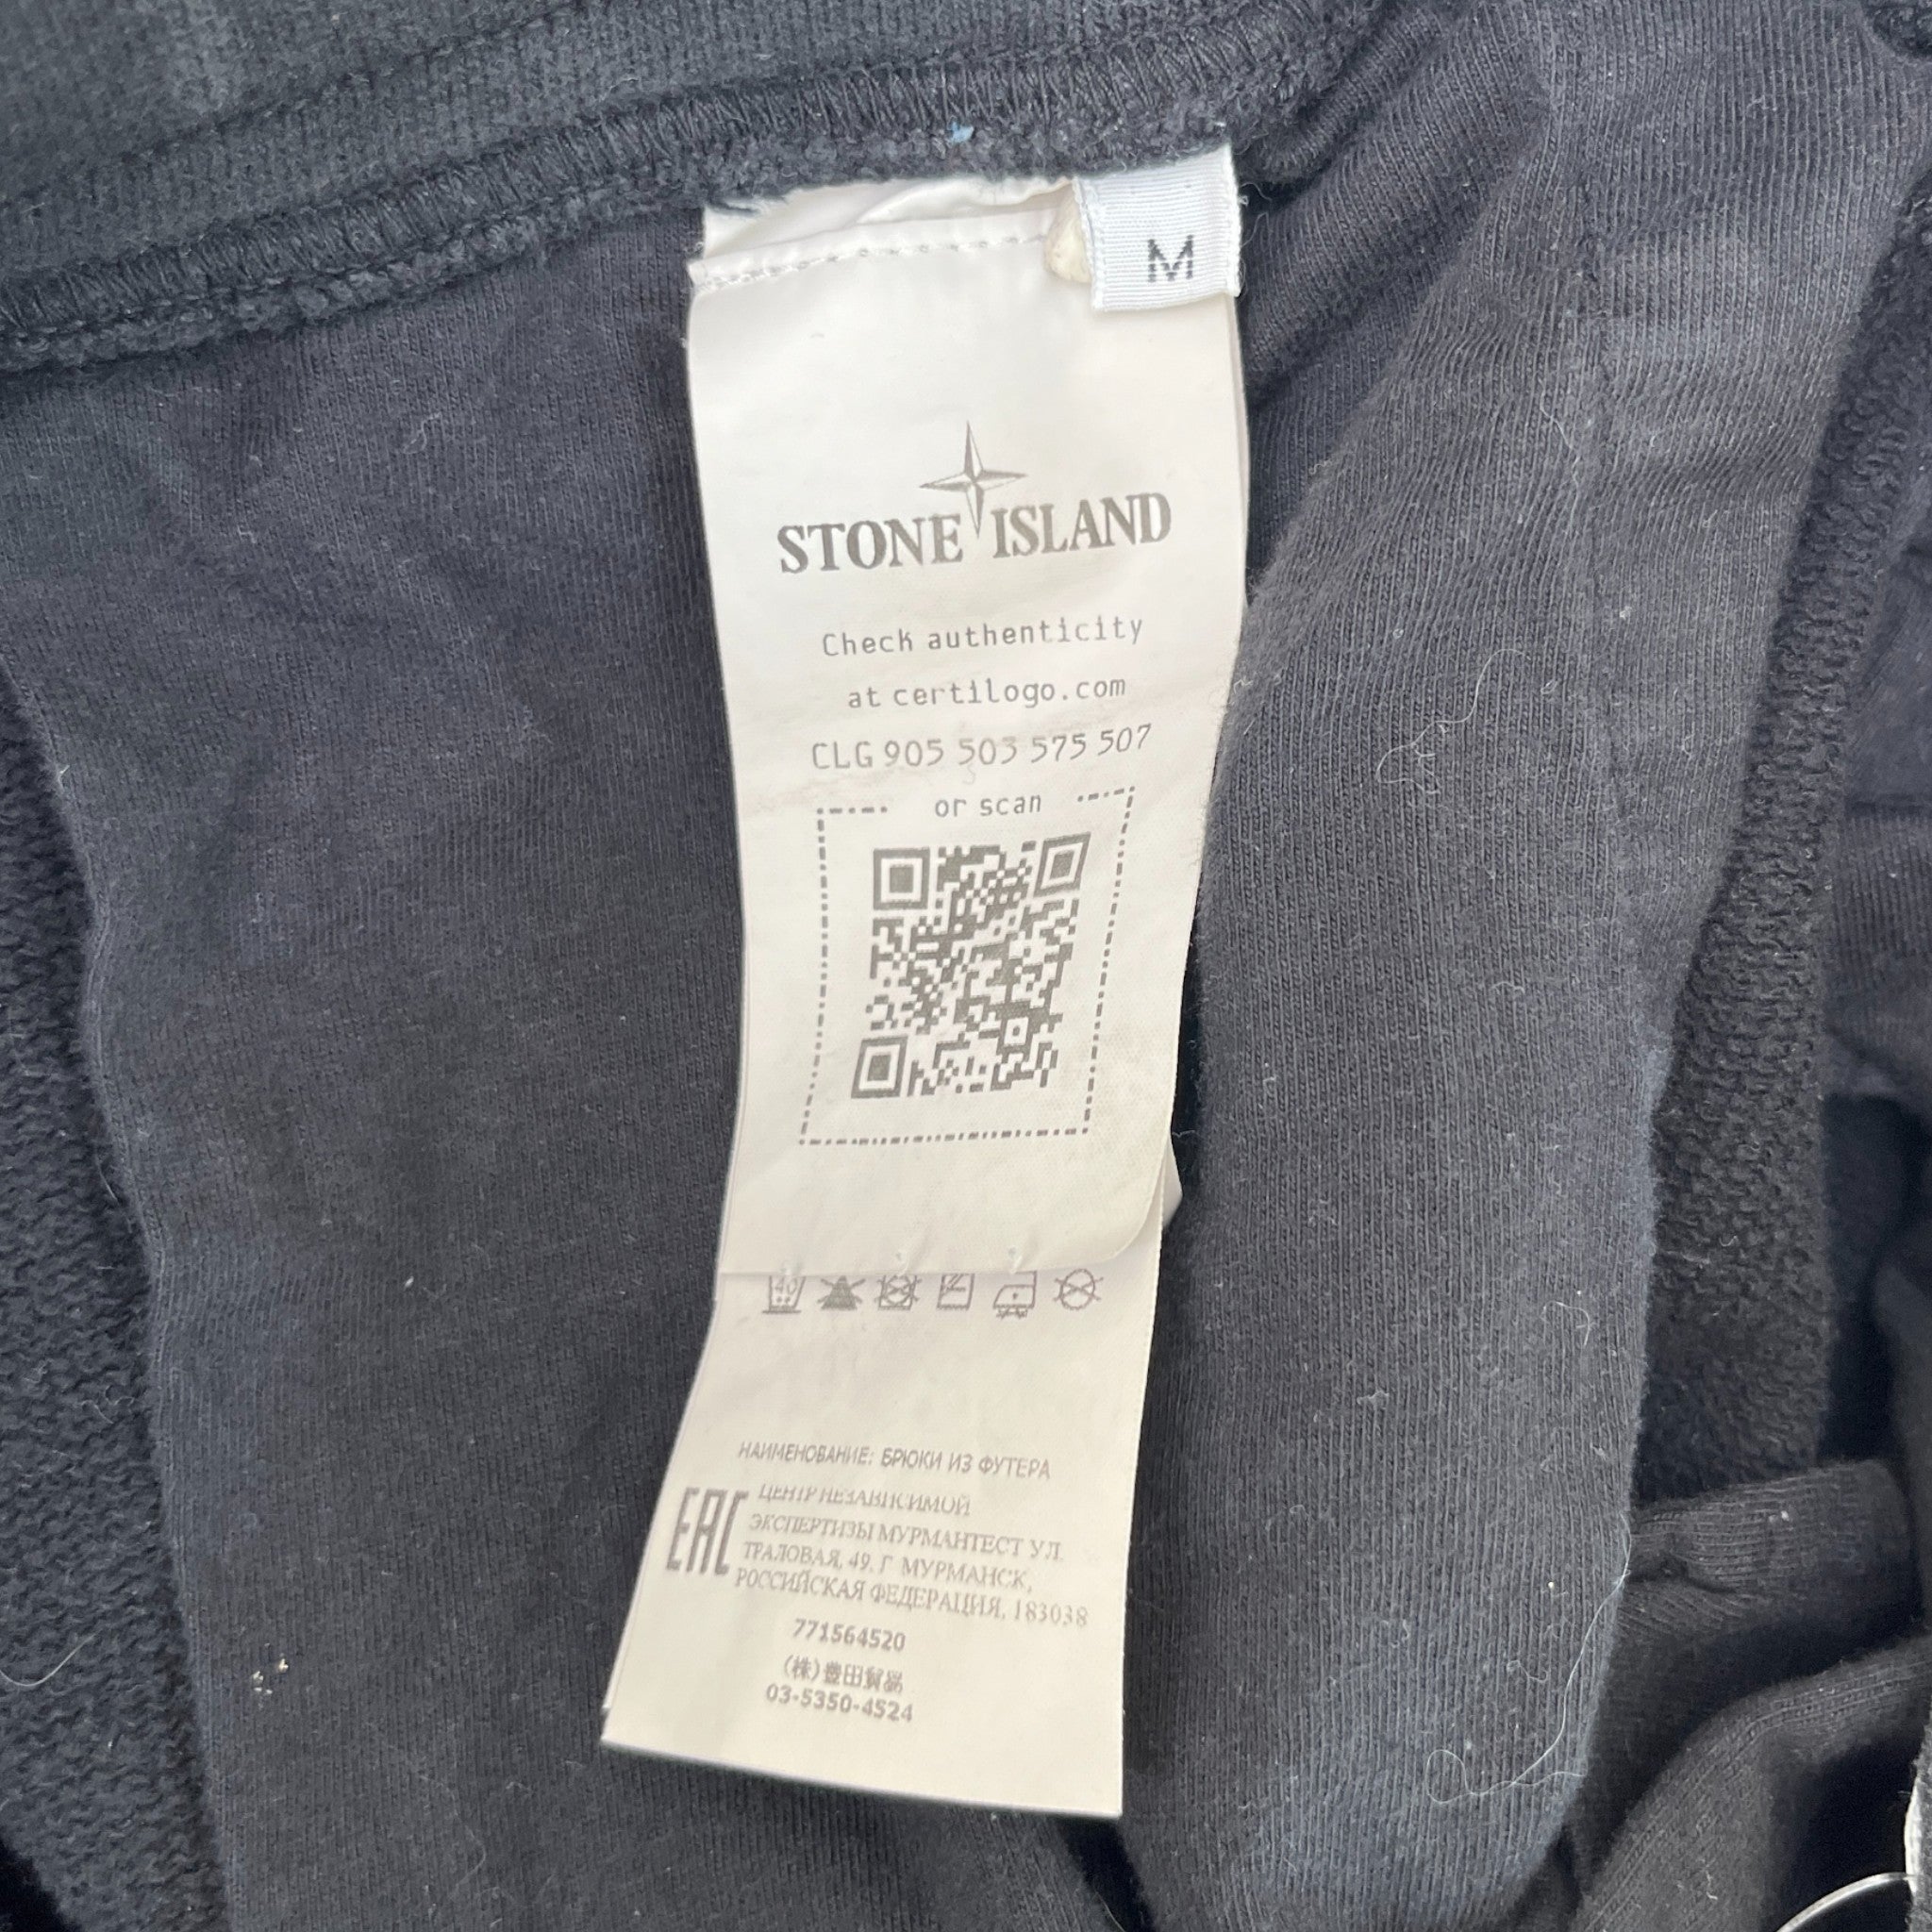 M
STONE ISLAND
Check authenticity
at certilogo.com
CLG 905 503 575 507
or scan
40
НАИМЕНОВАНИЕ: БРЮКИ ИЗ ФУТЕРА
EAC
ЦЕНТР НЕЗАВИСИМОЙ
ЭКСПЕРТИЗЫ МУРМАНТЕСТ УЛ.
ТРАЛОВАЯ, 49. Г МУРМАНСК,
РОССИЙСКАЯ ФЕДЕРАЦИЯ, 183038
771564520
(株)豊田貿易
03-5350-4524